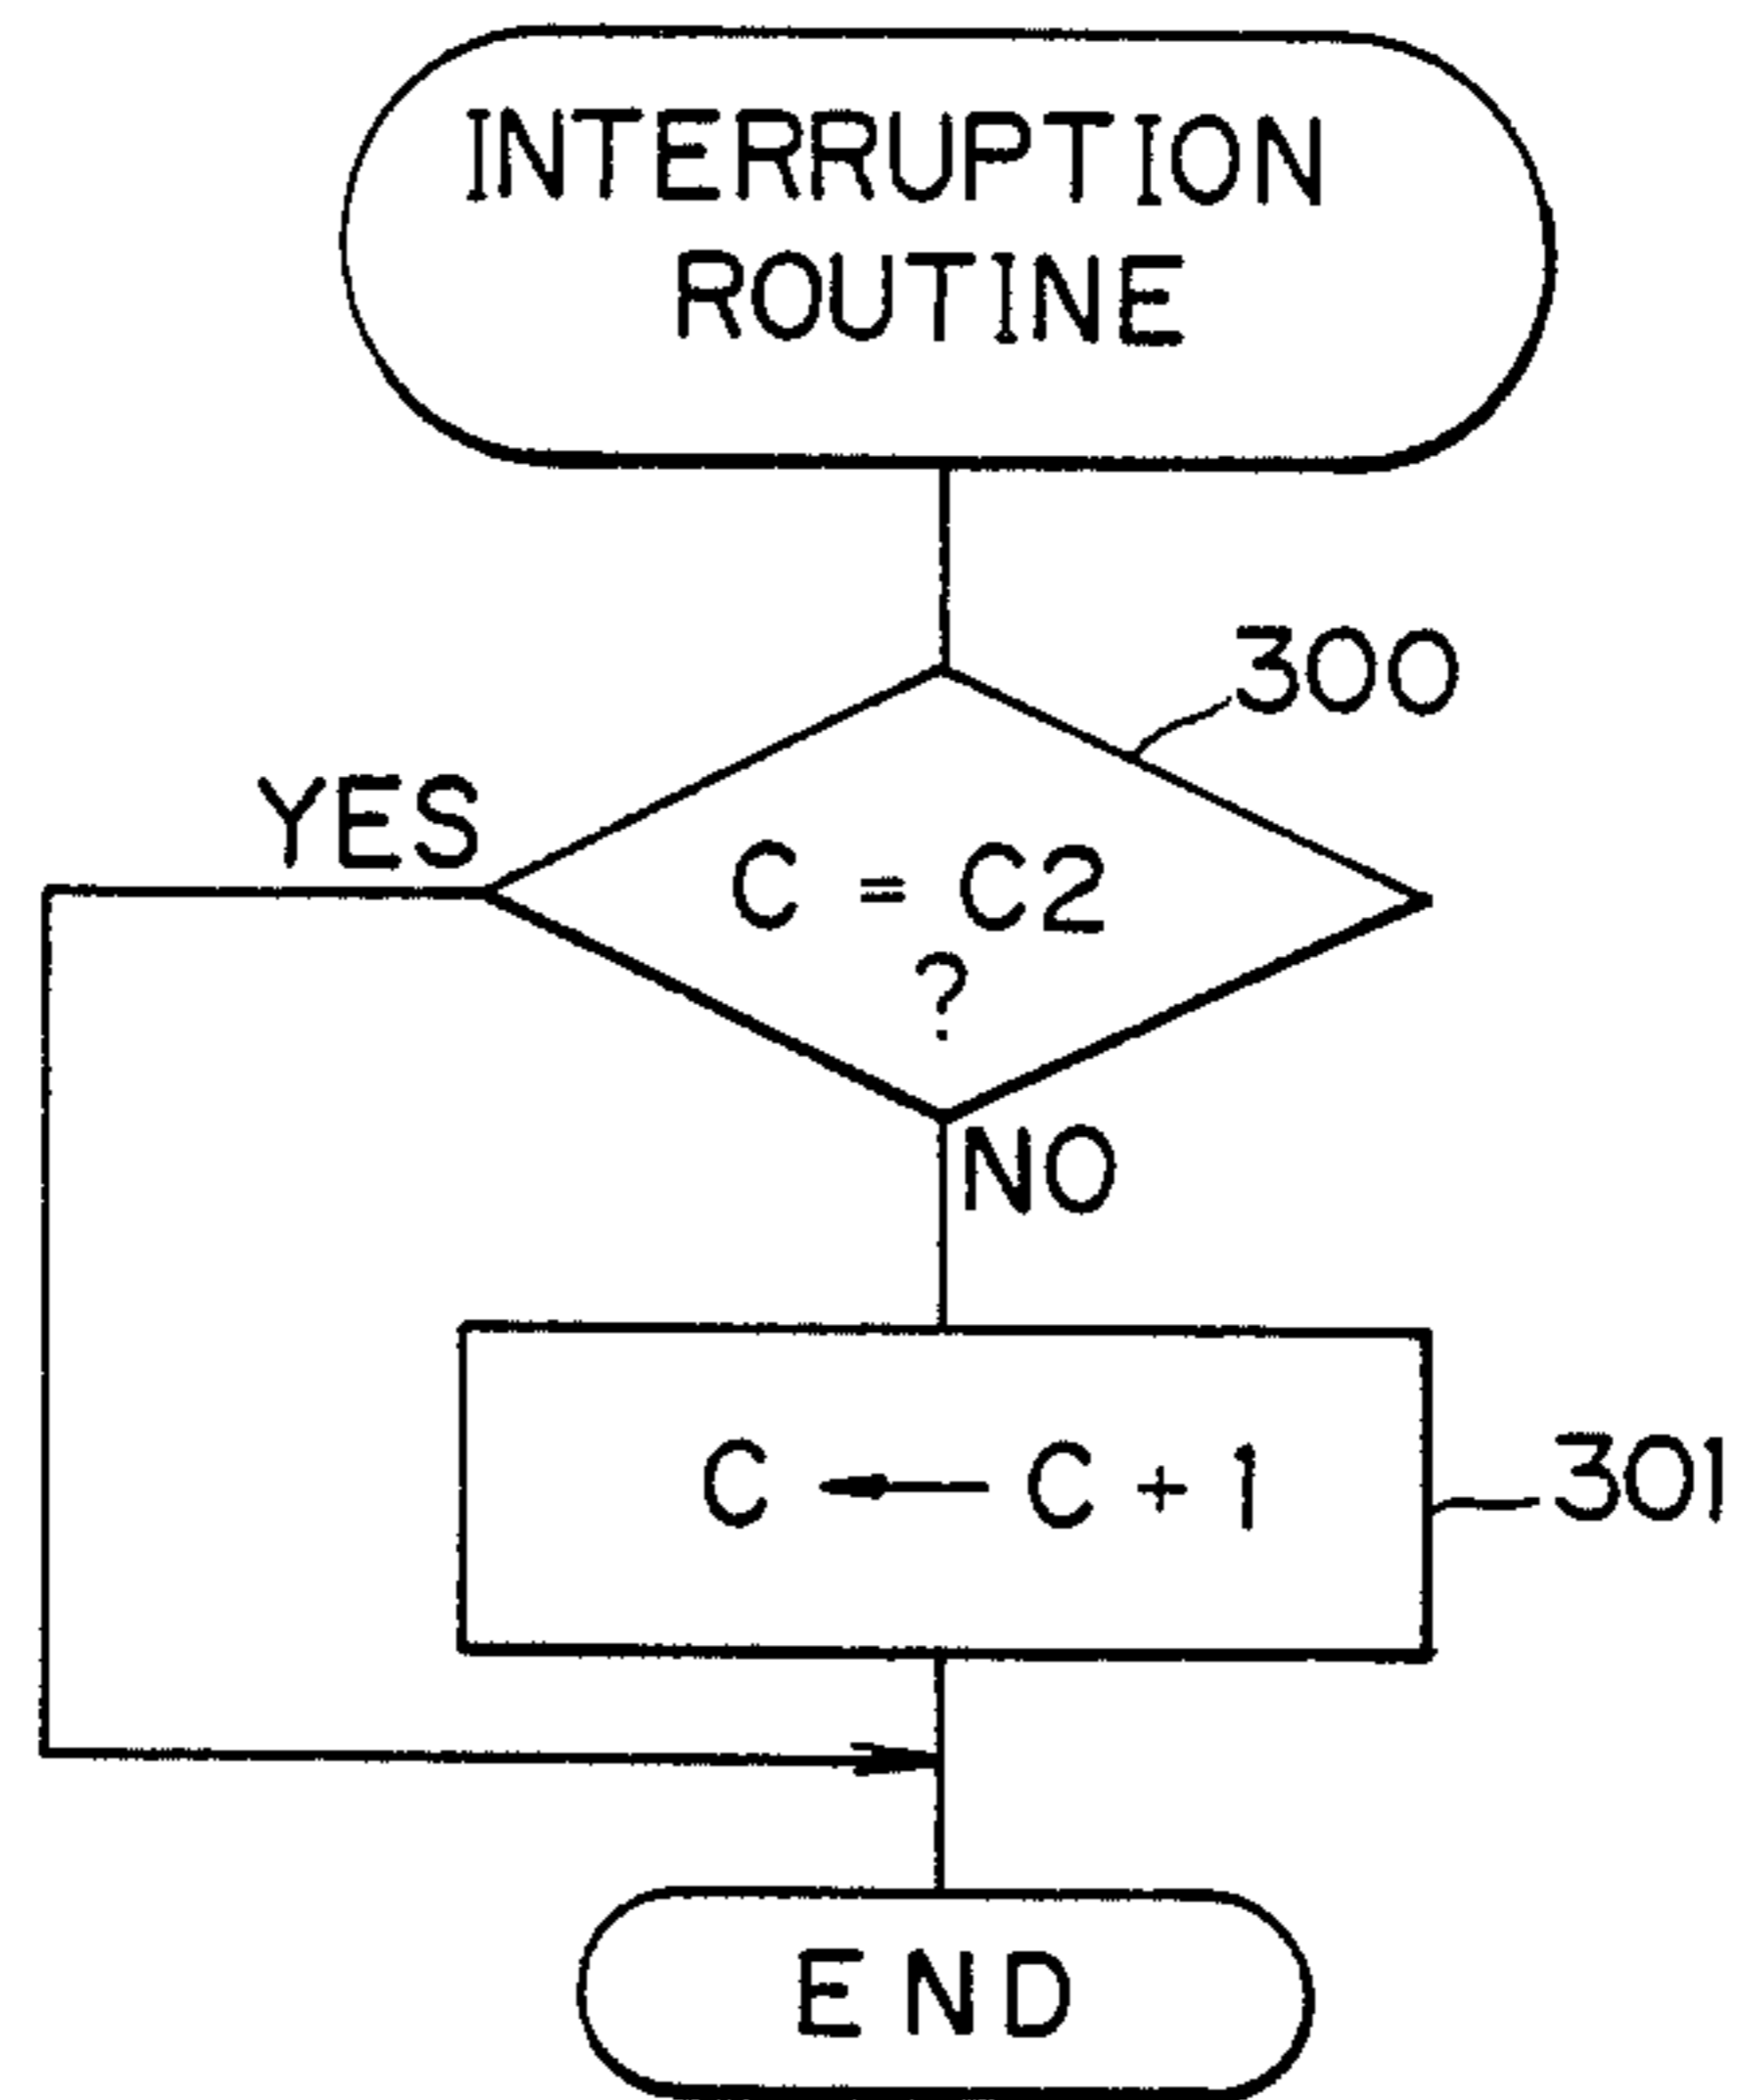 INTERRUPTION
ROUTINE
300
YES
C = C2
?
NO
C ← C + 1
301
END